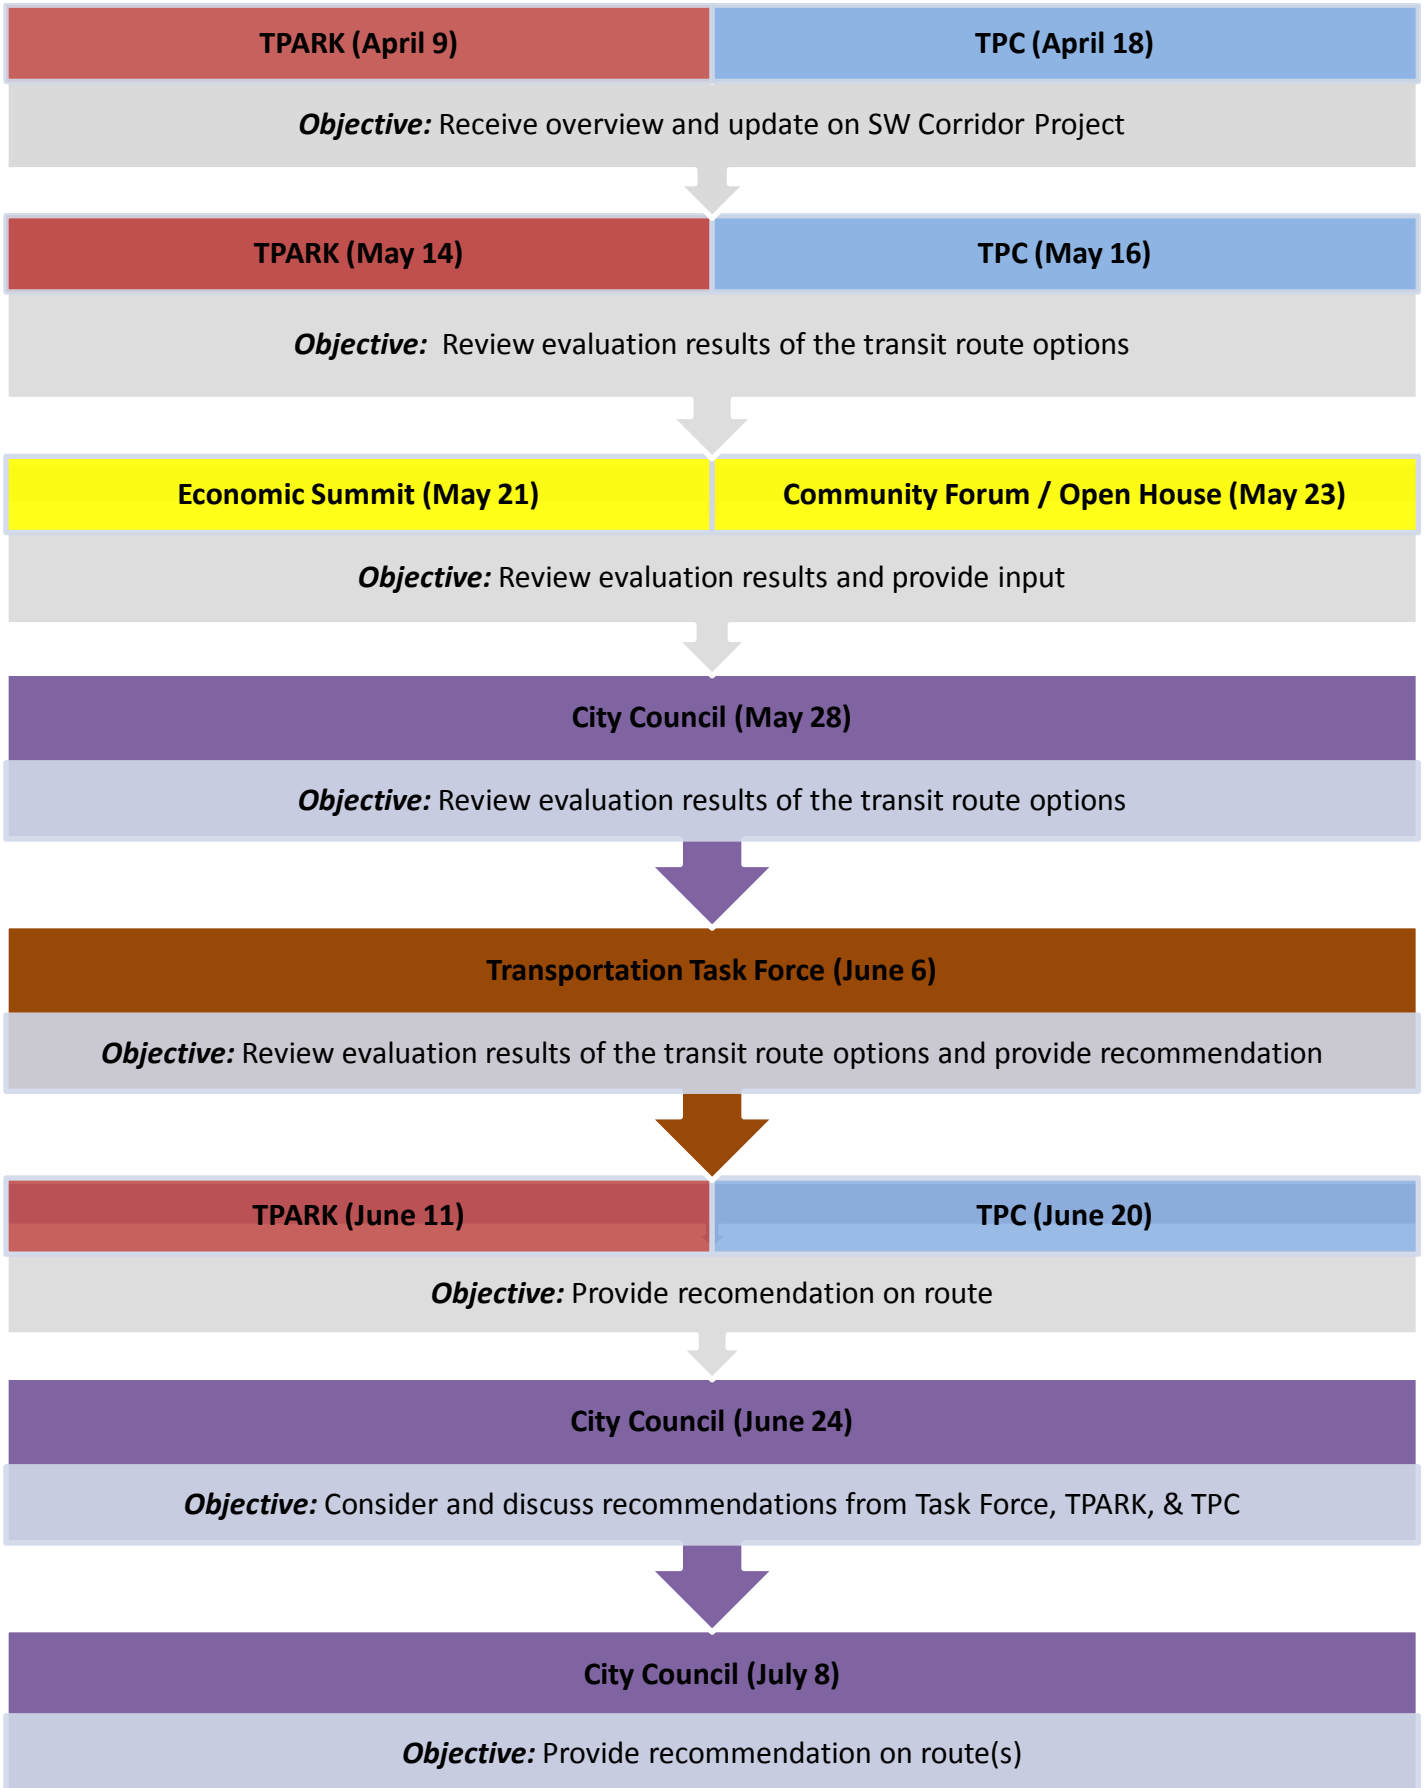 TPARK (April 9)
TPC (April 18)
Objective: Receive overview and update on SW Corridor Project
TPARK (May 14)
TPC (May 16)
Objective: Review evaluation results of the transit route options
Economic Summit (May 21)
Community Forum / Open House (May 23)
Objective: Review evaluation results and provide input
City Council (May 28)
Objective: Review evaluation results of the transit route options
Transportation Task Force (June 6)
Objective: Review evaluation results of the transit route options and provide recommendation
TPARK (June 11)
TPC (June 20)
Objective: Provide recomendation on route
City Council (June 24)
Objective: Consider and discuss recommendations from Task Force, TPARK, & TPC
City Council (July 8)
Objective: Provide recommendation on route(s)